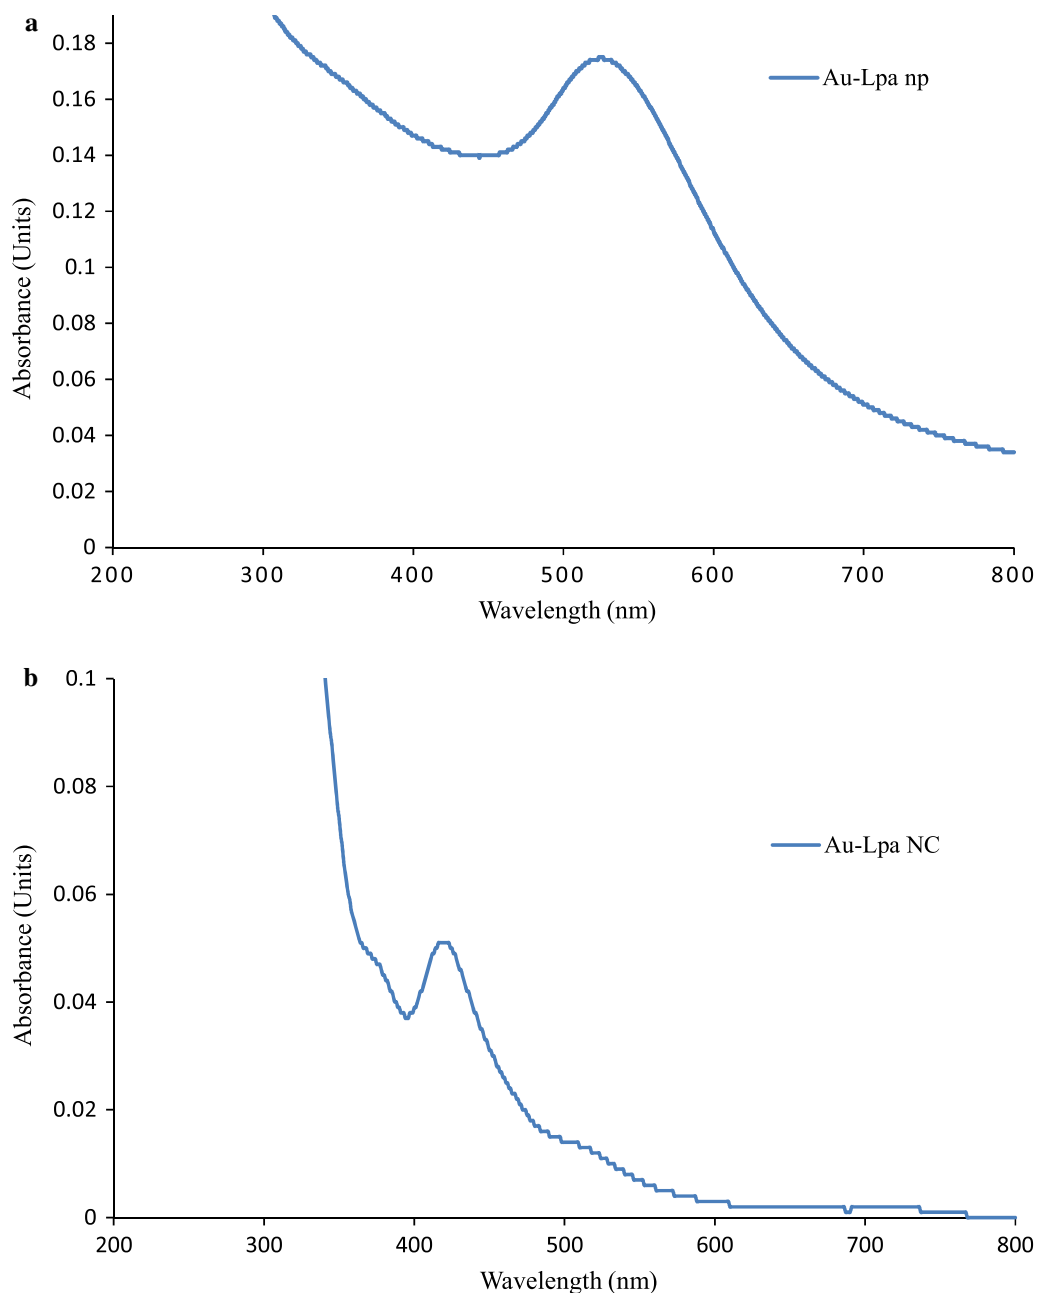 a
0.18
0.16
0.14
0.12
0.1
0.08
0.06
0.04
0.02
0
Absorbance (Units)
Au-Lpa np
200 300 400 500 600 700 800
Wavelength (nm)
b
0.1
0.08
0.06
0.04
0.02
0
Absorbance (Units)
Au-Lpa NC
200 300 400 500 600 700 800
Wavelength (nm)